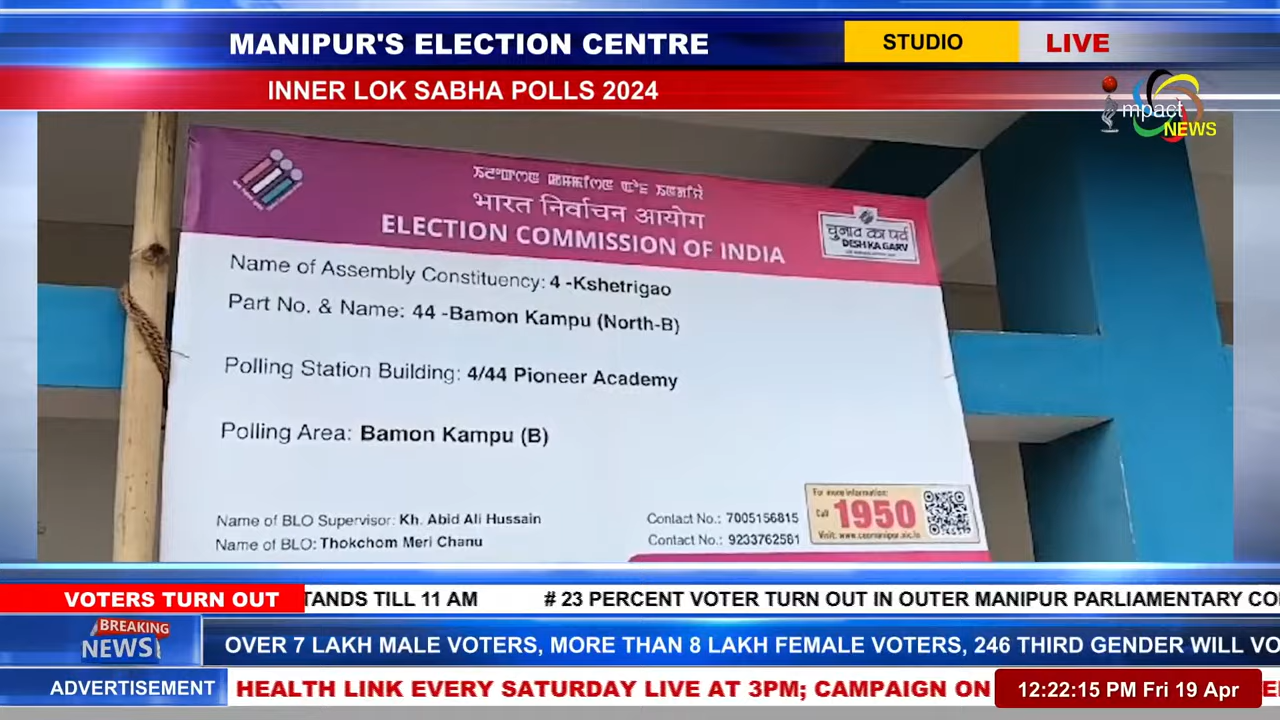 MANIPUR'S ELECTION CENTRE
STUDIO
LIVE
INNER LOK SABHA POLLS 2024
mpact
NEWS
भारत निर्वाचन आयोग
ELECTION COMMISSION OF INDIA
चुनाव का पर्व
DESH KA GARV
Name of Assembly Constituency: 4 -Kshetrigao
Part No. & Name: 44 -Bamon Kampu (North-B)
Polling Station Building: 4/44 Pioneer Academy
Polling Area: Bamon Kampu (B)
Name of BLO Supervisor: Kh. Abid Ali Hussain
Contact No.: 7005156815
Name of BLO: Thokchom Meri Chanu
Contact No.: 9233762581
For more information:
Call 1950
Visit: www.ceomanipur.nic.in
VOTERS TURN OUT
TANDS TILL 11 AM # 23 PERCENT VOTER TURN OUT IN OUTER MANIPUR PARLIAMENTARY CO
BREAKING
NEWS
OVER 7 LAKH MALE VOTERS, MORE THAN 8 LAKH FEMALE VOTERS, 246 THIRD GENDER WILL VO
ADVERTISEMENT
HEALTH LINK EVERY SATURDAY LIVE AT 3PM; CAMPAIGN ON
12:22:15 PM Fri 19 Apr